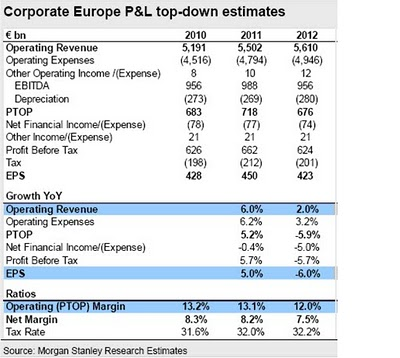 Corporate Europe P&L top-down estimates
€ bn 2010 2011 2012
Operating Revenue 5,191 5,502 5,610
Operating Expenses (4,516) (4,794) (4,946)
Other Operating Income /(Expense) 8 10 12
EBITDA 956 988 956
Depreciation (273) (269) (280)
PTOP 683 718 676
Net Financial Income/(Expense) (78) (77) (74)
Other Income/(Expense) 21 21 21
Profit Before Tax 626 662 624
Tax (198) (212) (201)
EPS 428 450 423
Growth YoY
Operating Revenue 6.0% 2.0%
Operating Expenses 6.2% 3.2%
PTOP 5.2% -5.9%
Net Financial Income/(Expense) -0.4% -5.0%
Profit Before Tax 5.7% -5.7%
EPS 5.0% -6.0%
Ratios
Operating (PTOP) Margin 13.2% 13.1% 12.0%
Net Margin 8.3% 8.2% 7.5%
Tax Rate 31.6% 32.0% 32.2%
Source: Morgan Stanley Research Estimates